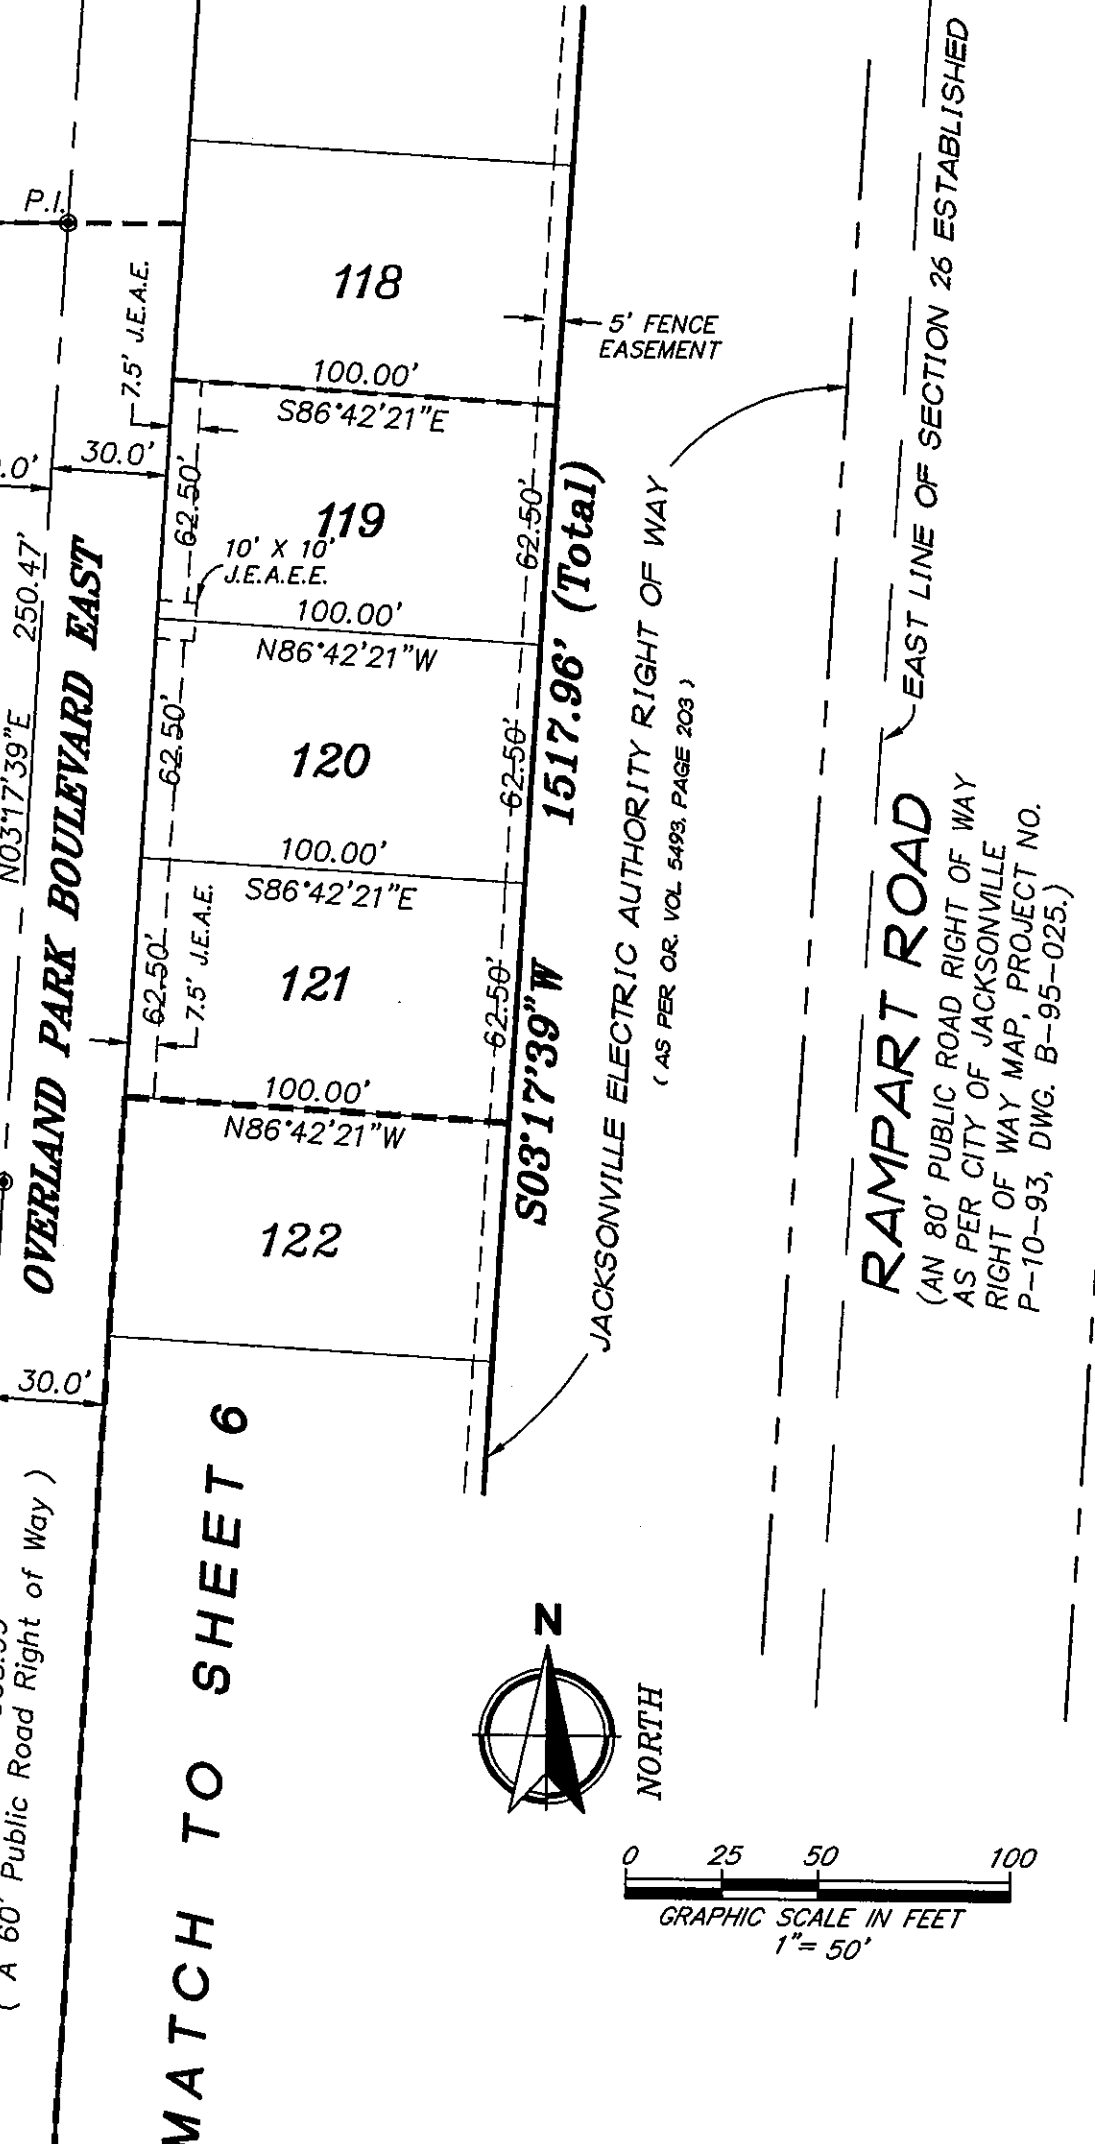 P.I.
118
7.5' J.E.A.E.
5' FENCE
EASEMENT
100.00'
S86°42'21"E
30.0'
.0'
62.50'
119
62.50'
10' X 10'
J.E.A.E.E.
100.00'
N86°42'21"W
N03°17'39"E 250.47'
OVERLAND PARK BOULEVARD EAST
62.50'
120
62.50'
100.00'
S86°42'21"E
62.50'
7.5' J.E.A.E.
121
62.50'
100.00'
N86°42'21"W
122
S03°17'39"W 1517.96' (Total)
JACKSONVILLE ELECTRIC AUTHORITY RIGHT OF WAY
( AS PER OR. VOL 5493, PAGE 203 )
EAST LINE OF SECTION 26 ESTABLISHED
RAMPART ROAD
(AN 80' PUBLIC ROAD RIGHT OF WAY
AS PER CITY OF JACKSONVILLE
RIGHT OF WAY MAP, PROJECT NO.
P-10-93, DWG. B-95-025.)
30.0'
( A 60' Public Road Right of Way )
MATCH TO SHEET 6
N
NORTH
0 25 50 100
GRAPHIC SCALE IN FEET
1"= 50'